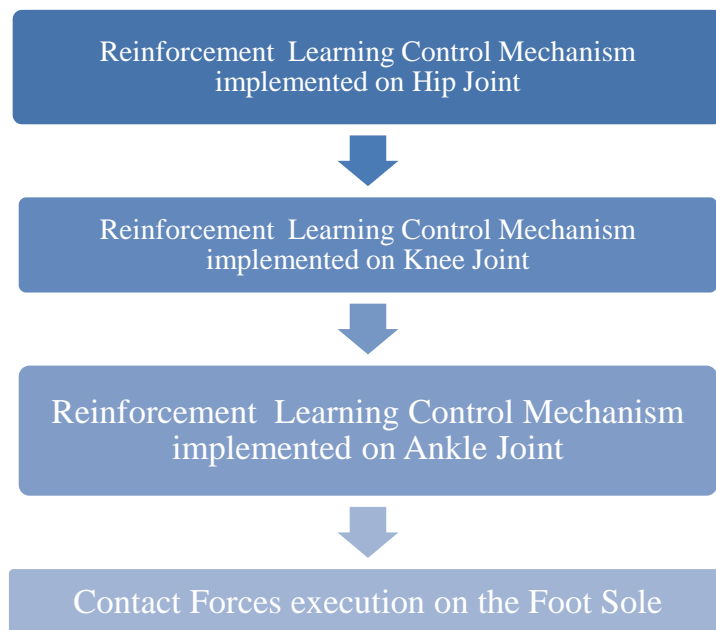 Reinforcement Learning Control Mechanism
implemented on Hip Joint
Reinforcement Learning Control Mechanism
implemented on Knee Joint
Reinforcement Learning Control Mechanism
implemented on Ankle Joint
Contact Forces execution on the Foot Sole